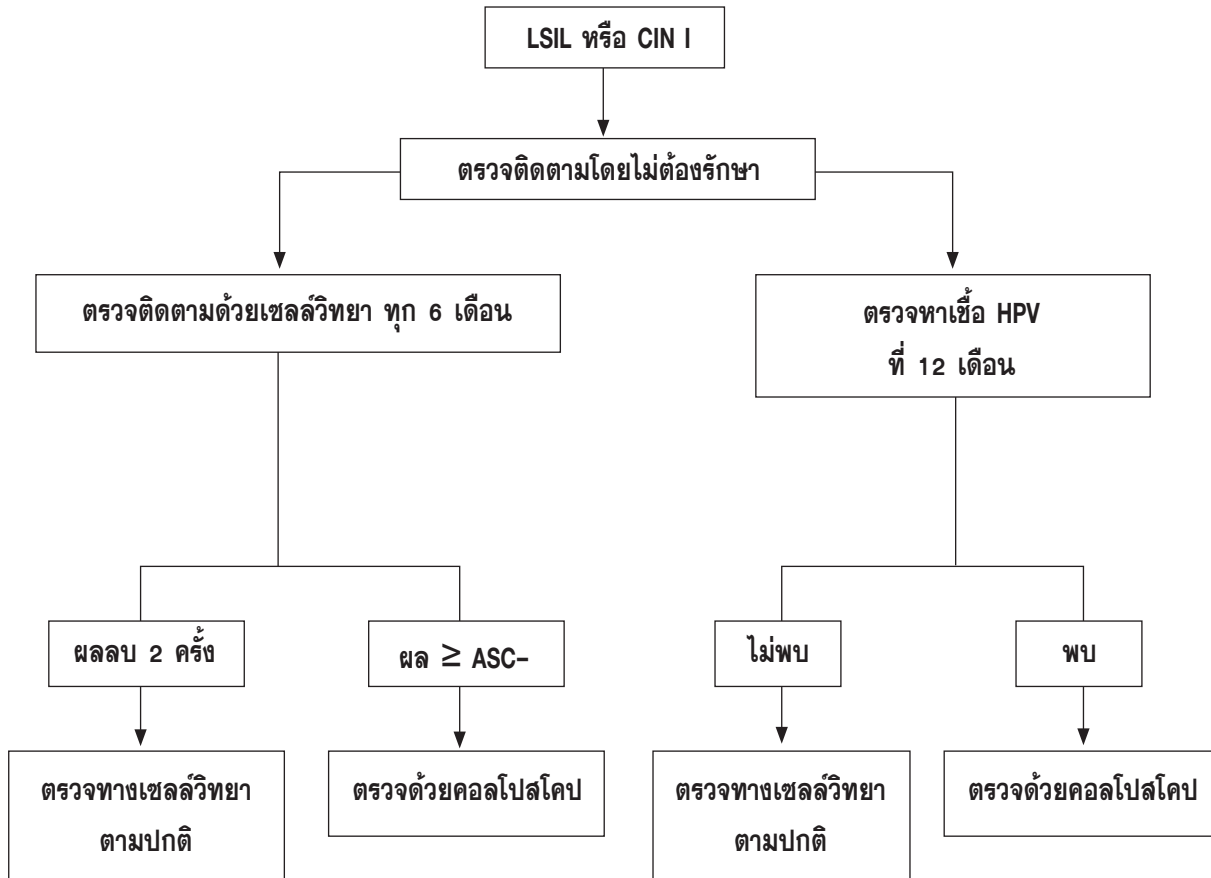 LSIL หรือ CIN I
ตรวจติดตามโดยไม่ต้องรักษา
ตรวจติดตามด้วยเซลล์วิทยา ทุก 6 เดือน
ตรวจหาเชื้อ HPV
ที่ 12 เดือน
ผลลบ 2 ครั้ง
ผล ≥ ASC-
ไม่พบ
พบ
ตรวจทางเซลล์วิทยา
ตามปกติ
ตรวจด้วยคอลโปสโคป
ตรวจทางเซลล์วิทยา
ตามปกติ
ตรวจด้วยคอลโปสโคป